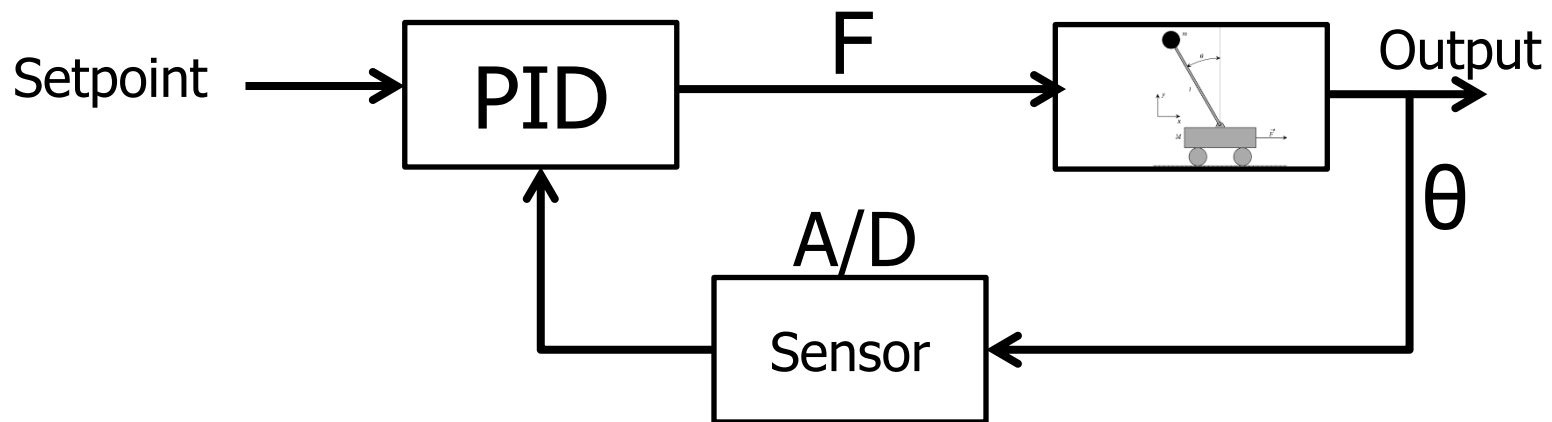 Setpoint
PID
F
Output
θ
A/D
Sensor
m
θ
l
y
x
M
F